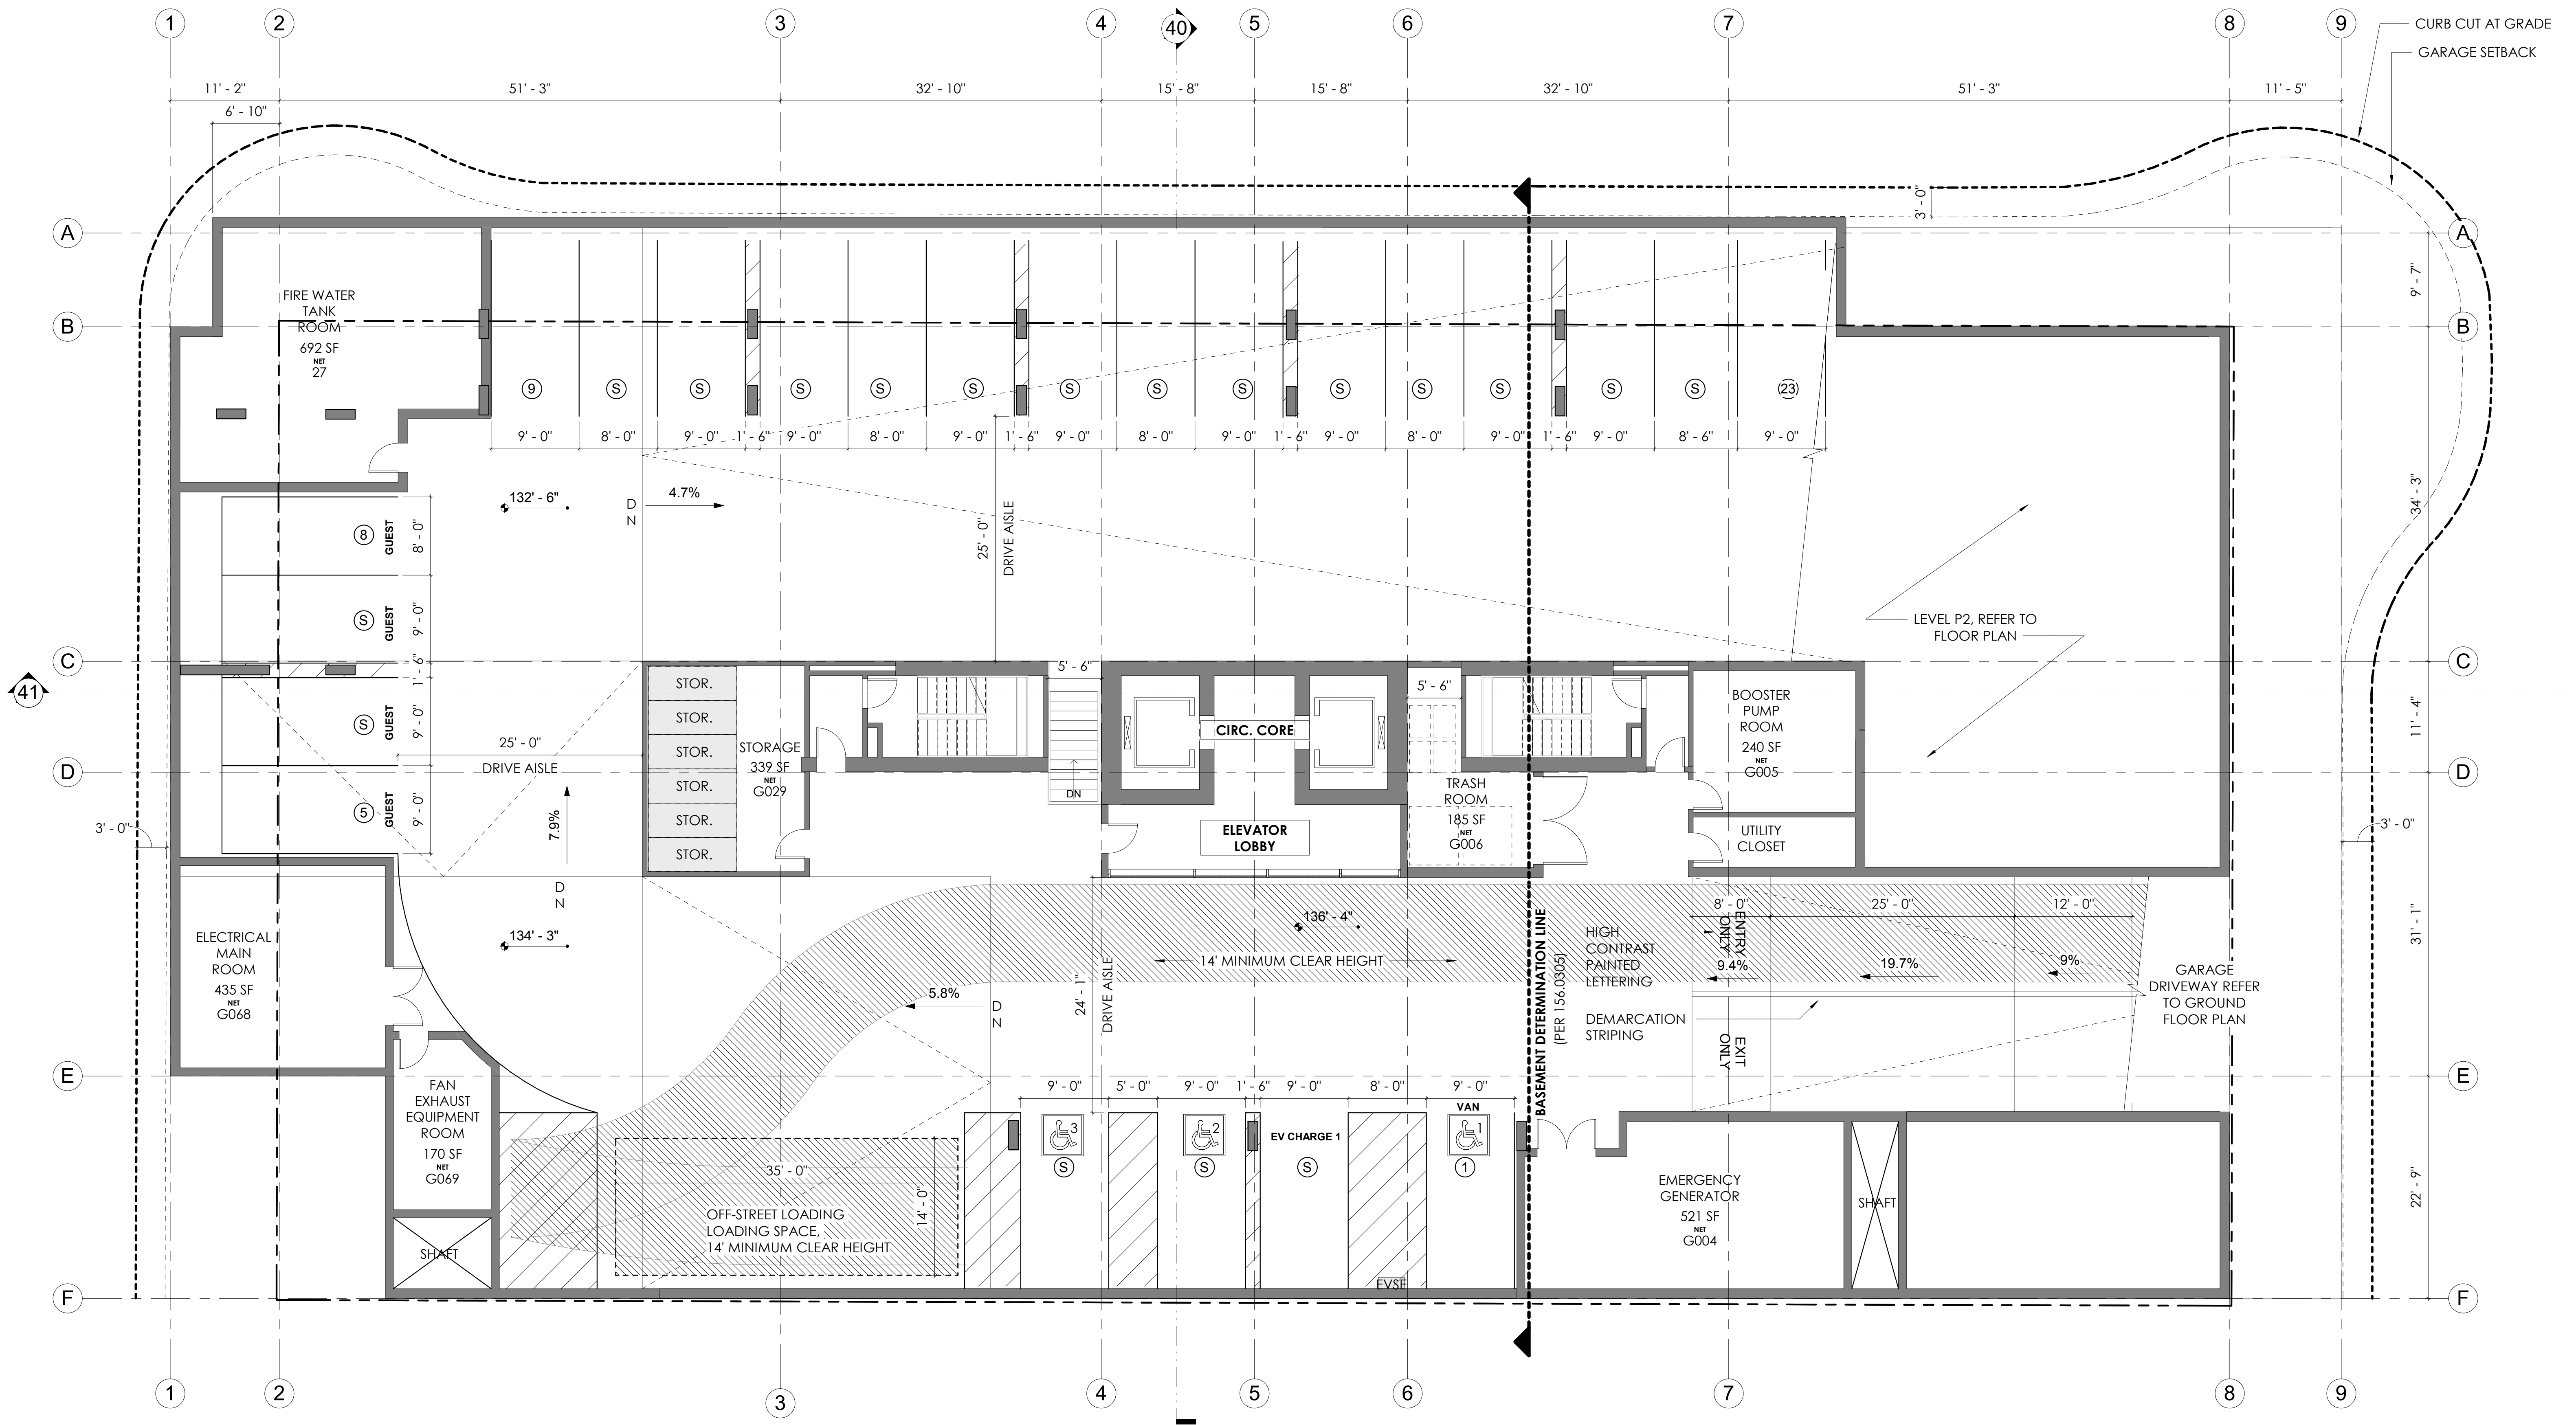 1 2 3 4 40 5 6 7 8 9
CURB CUT AT GRADE
GARAGE SETBACK
11' - 2" 51' - 3" 32' - 10" 15' - 8" 15' - 8" 32' - 10" 51' - 3" 11' - 5"
6' - 10"
3' - 0"
A A
9' - 7"
FIRE WATER
TANK
ROOM
692 SF
NET
27
B B
9 S S S S S S S S S S S S S 23
9' - 0" 8' - 0" 9' - 0" 1' - 6" 9' - 0" 8' - 0" 9' - 0" 1' - 6" 9' - 0" 8' - 0" 9' - 0" 1' - 6" 9' - 0" 8' - 0" 9' - 0" 1' - 6" 9' - 0" 8' - 6" 9' - 0"
132' - 6"
D
N
4.7%
25' - 0"
DRIVE AISLE
34' - 3"
8 GUEST 8' - 0"
S GUEST 9' - 0"
1' - 6"
S GUEST 9' - 0"
5 GUEST 9' - 0"
LEVEL P2, REFER TO
FLOOR PLAN
C C
41
5' - 6"
5' - 6"
STOR.
STOR.
STOR.
STOR.
STOR.
STOR.
STORAGE
339 SF
NET
G029
CIRC. CORE
BOOSTER
PUMP
ROOM
240 SF
NET
G005
11' - 4"
25' - 0"
DRIVE AISLE
D D
DN
TRASH
ROOM
185 SF
NET
G006
ELEVATOR
LOBBY
UTILITY
CLOSET
3' - 0"
3' - 0"
7.9%
D
N
134' - 3"
136' - 4"
8' - 0" 25' - 0" 12' - 0"
31' - 1"
ELECTRICAL
MAIN
ROOM
435 SF
NET
G068
HIGH
CONTRAST
PAINTED
LETTERING
ENTRY
ONLY
14' MINIMUM CLEAR HEIGHT
9.4% 19.7% 9%
GARAGE
DRIVEWAY REFER
TO GROUND
FLOOR PLAN
5.8%
D
N
24' - 1"
DRIVE AISLE
BASEMENT DETERMINATION LINE
(PER 156.0305)
DEMARCATION
STRIPING
EXIT
ONLY
E E
FAN
EXHAUST
EQUIPMENT
ROOM
170 SF
NET
G069
9' - 0" 5' - 0" 9' - 0" 1' - 6" 9' - 0" 8' - 0" 9' - 0"
VAN
3 2 EV CHARGE 1 1
S S S 1
35' - 0"
14' - 0"
OFF-STREET LOADING
LOADING SPACE,
14' MINIMUM CLEAR HEIGHT
EMERGENCY
GENERATOR
521 SF
NET
G004
SHAFT
22' - 9"
SHAFT
EVSE
F F
1 2 3 4 5 6 7 8 9